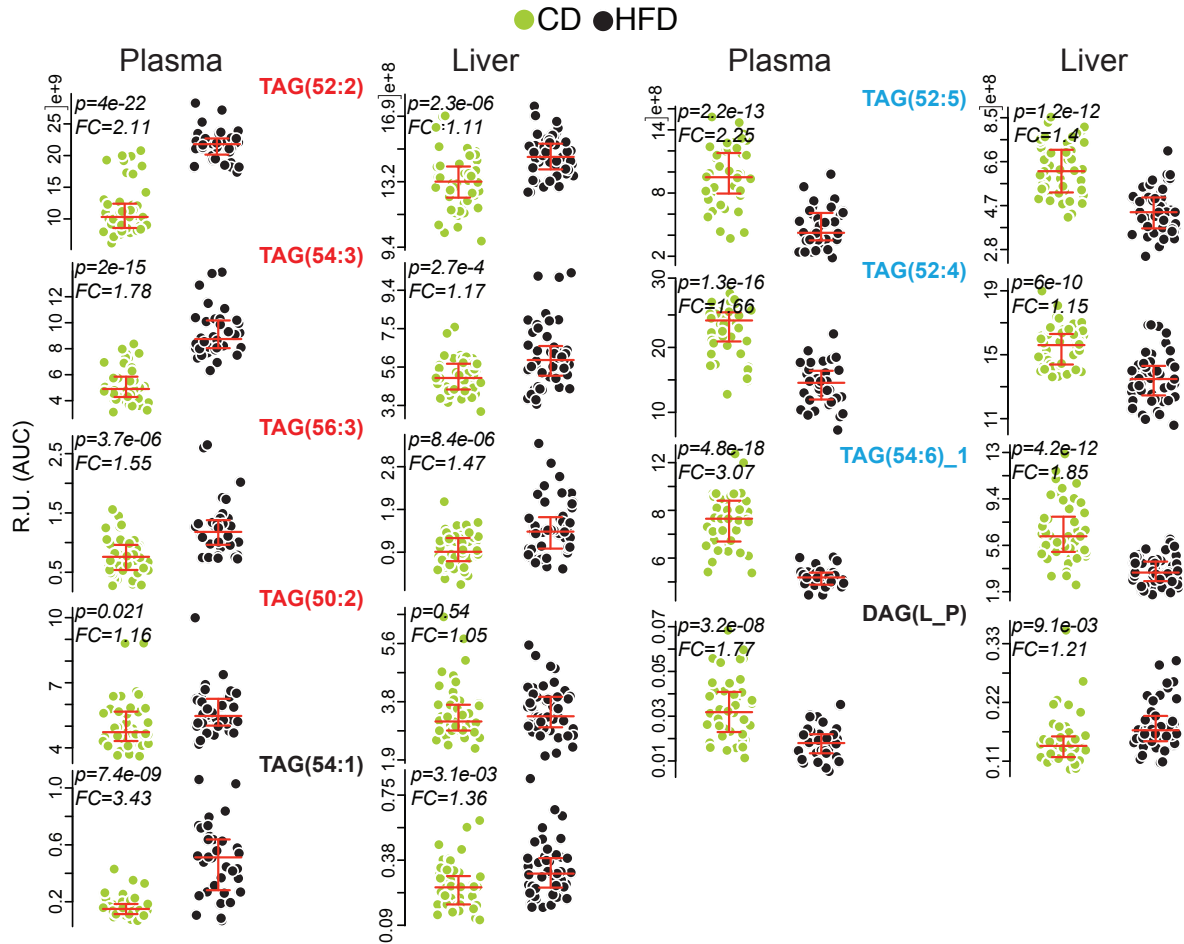 CD HFD
Plasma Liver Plasma Liver
R.U. (AUC)
TAG(52:2)
]e+9
25
20
15
10
p=4e-22
FC=2.11
]e+8
16.9
13.2
9.4
p=2.3e-06
FC=1.11
TAG(54:3)
12
10
8
6
4
p=2e-15
FC=1.78
9.4
7.5
5.6
3.8
p=2.7e-4
FC=1.17
TAG(56:3)
2.5
1.5
0.5
p=3.7e-06
FC=1.55
2.8
1.9
0.9
p=8.4e-06
FC=1.47
TAG(50:2)
10
7
4
p=0.021
FC=1.16
5.6
3.8
1.9
p=0.54
FC=1.05
TAG(54:1)
1.0
0.6
0.2
p=7.4e-09
FC=3.43
0.75
0.38
0.09
p=3.1e-03
FC=1.36
TAG(52:5)
]e+8
14
8
2
p=2.2e-13
FC=2.25
]e+8
8.5
6.6
4.7
2.8
p=1.2e-12
FC=1.4
TAG(52:4)
30
20
10
p=1.3e-16
FC=1.66
19
15
11
p=6e-10
FC=1.15
TAG(54:6)_1
12
8
6
p=4.8e-18
FC=3.07
13
9.4
5.6
1.9
p=4.2e-12
FC=1.85
DAG(L_P)
0.07
0.05
0.03
0.01
p=3.2e-08
FC=1.77
0.33
0.22
0.11
p=9.1e-03
FC=1.21